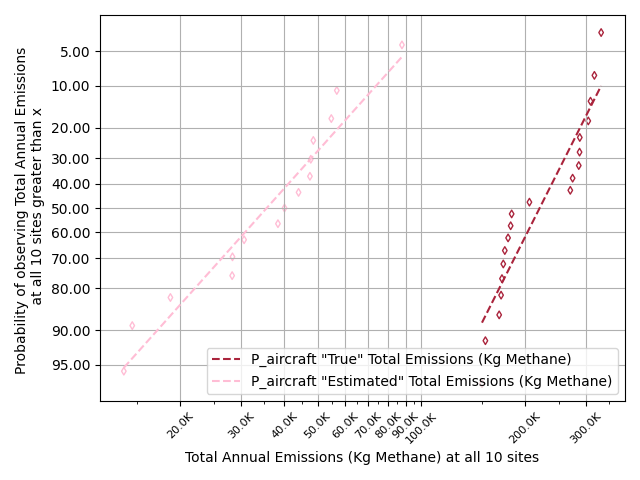 Probability of observing Total Annual Emissions
at all 10 sites greater than x
5.00
10.00
20.00
30.00
40.00
50.00
60.00
70.00
80.00
90.00
95.00
P_aircraft "True" Total Emissions (Kg Methane)
P_aircraft "Estimated" Total Emissions (Kg Methane)
20.0K
30.0K
40.0K
50.0K
60.0K
70.0K
80.0K
90.0K
100.0K
200.0K
300.0K
Total Annual Emissions (Kg Methane) at all 10 sites